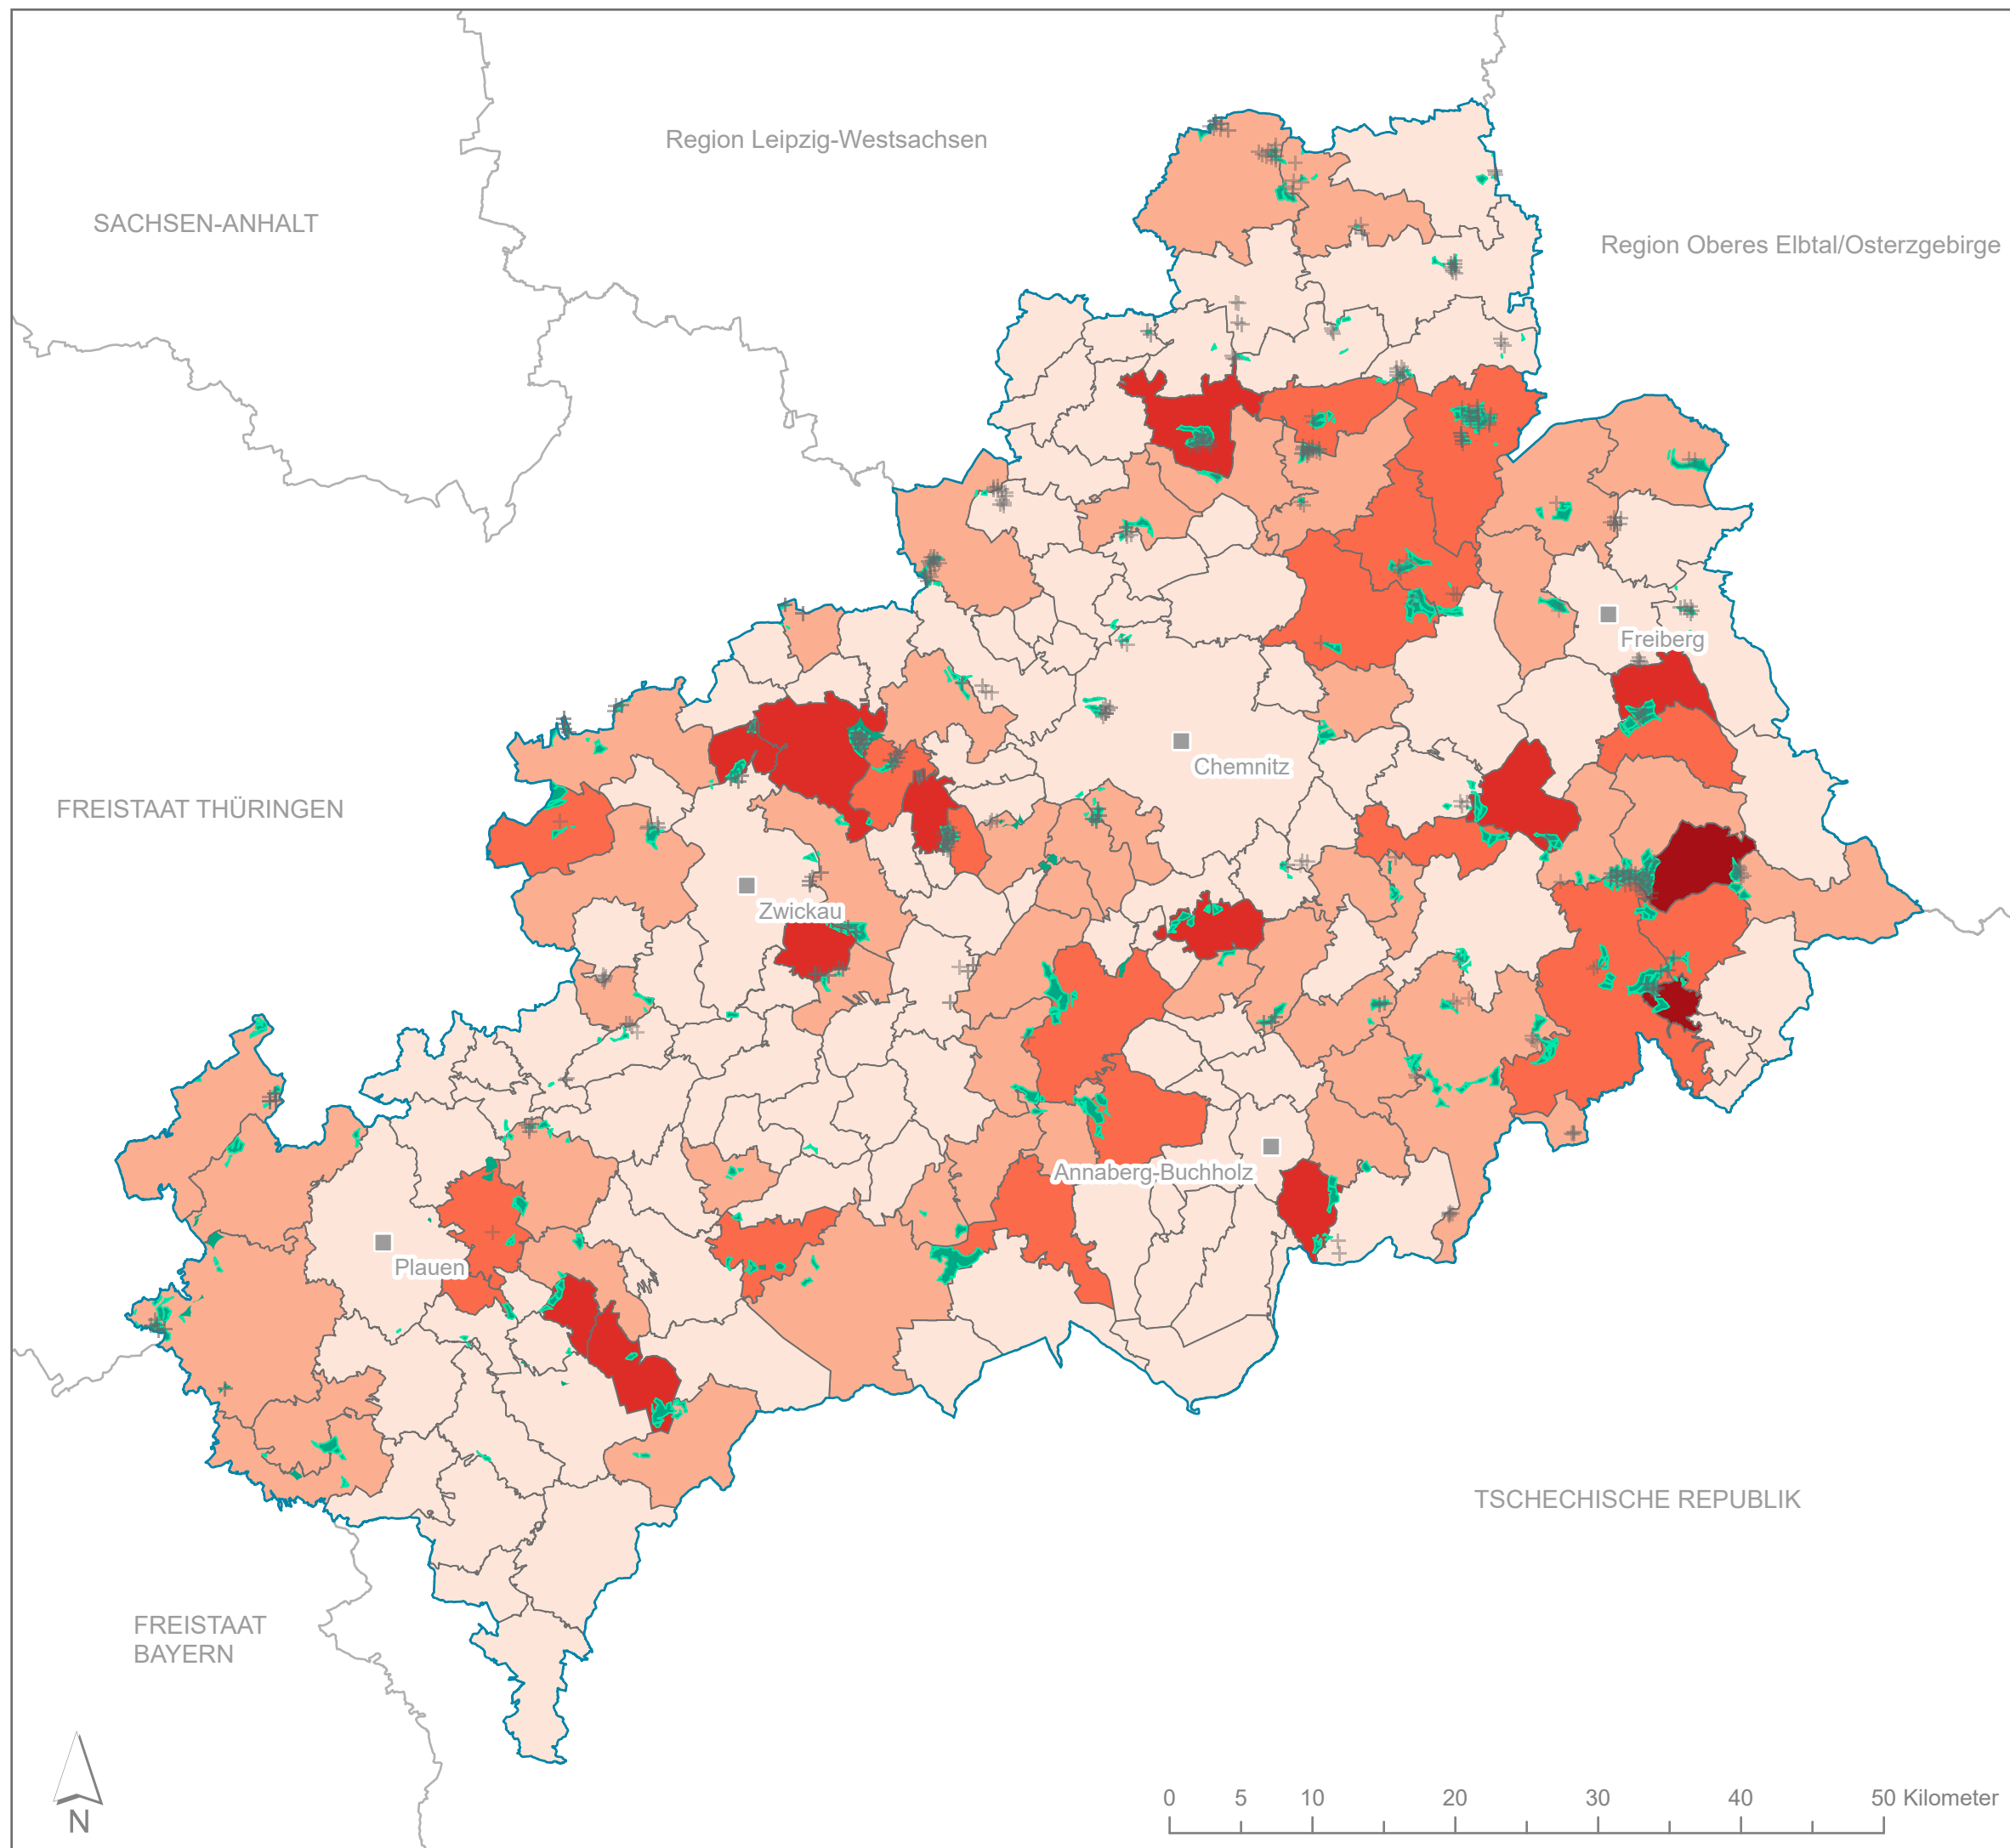 Region Leipzig-Westsachsen
SACHSEN-ANHALT
Region Oberes Elbtal/Osterzgebirge
Freiberg
Chemnitz
FREISTAAT THÜRINGEN
Zwickau
Annaberg-Buchholz
Plauen
TSCHECHISCHE REPUBLIK
FREISTAAT
BAYERN
N
0 5 10 20 30 40 50 Kilometer